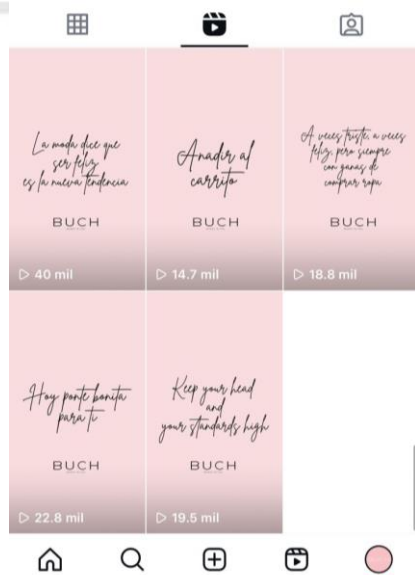 La moda dice que
ser feliz
es la nueva tendencia
BUCH
40 mil
Anadir al
carrito
BUCH
14.7 mil
A veces triste, a veces
feliz, pero siempre
con ganas de
comprar ropa
BUCH
18.8 mil
Hoy ponte bonita
para ti
BUCH
22.8 mil
Keep your head
and
your standards high
BUCH
19.5 mil